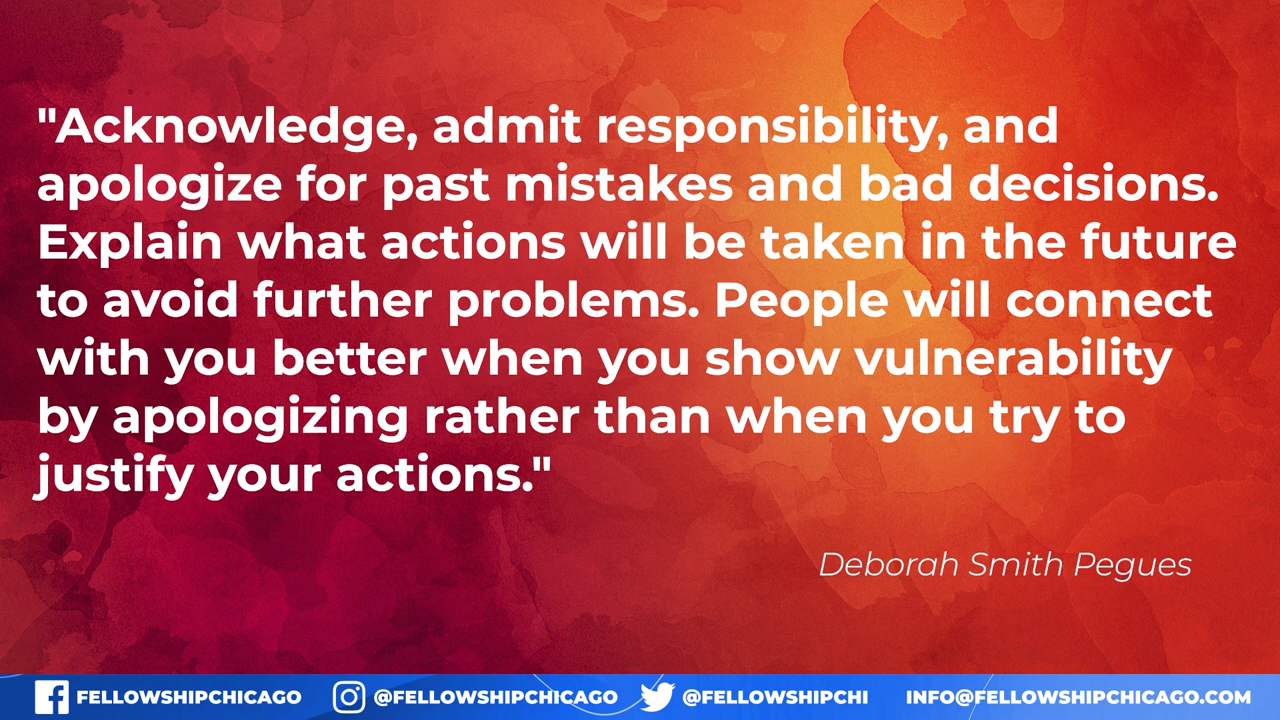 "Acknowledge, admit responsibility, and
apologize for past mistakes and bad decisions.
Explain what actions will be taken in the future
to avoid further problems. People will connect
with you better when you show vulnerability
by apologizing rather than when you try to
justify your actions."
Deborah Smith Pegues
FELLOWSHIPCHICAGO @FELLOWSHIPCHICAGO @FELLOWSHIPCHI INFO@FELLOWSHIPCHICAGO.COM